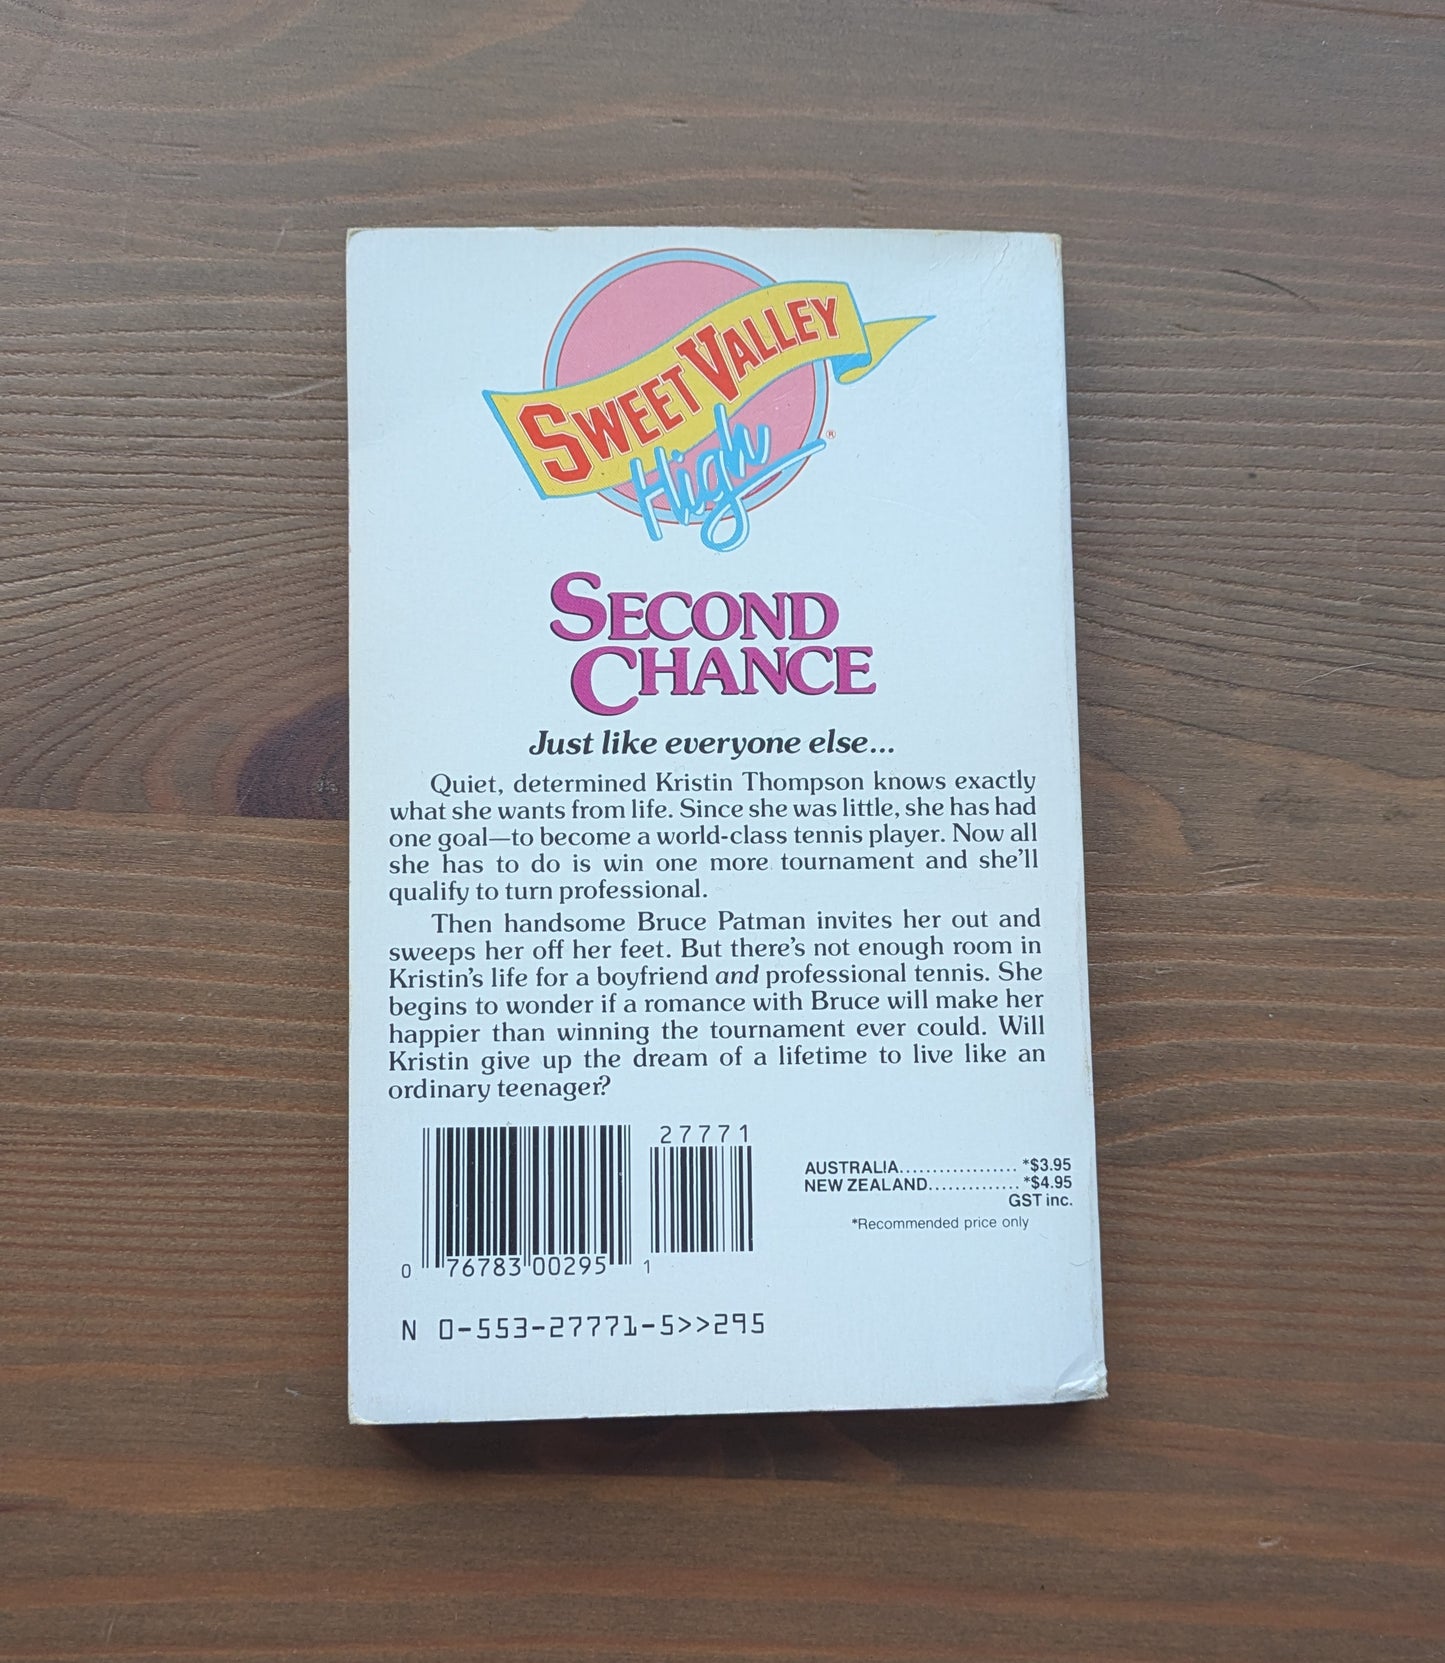 SWEET VALLEY
High®
SECOND
CHANCE
Just like everyone else...
Quiet, determined Kristin Thompson knows exactly
what she wants from life. Since she was little, she has had
one goal—to become a world-class tennis player. Now all
she has to do is win one more tournament and she'll
qualify to turn professional.
Then handsome Bruce Patman invites her out and
sweeps her off her feet. But there's not enough room in
Kristin's life for a boyfriend and professional tennis. She
begins to wonder if a romance with Bruce will make her
happier than winning the tournament ever could. Will
Kristin give up the dream of a lifetime to live like an
ordinary teenager?
27771
AUSTRALIA.................. *$3.95
NEW ZEALAND.............. *$4.95
GST inc.
*Recommended price only
0 76783 00295 1
N 0-553-27771-5>>295